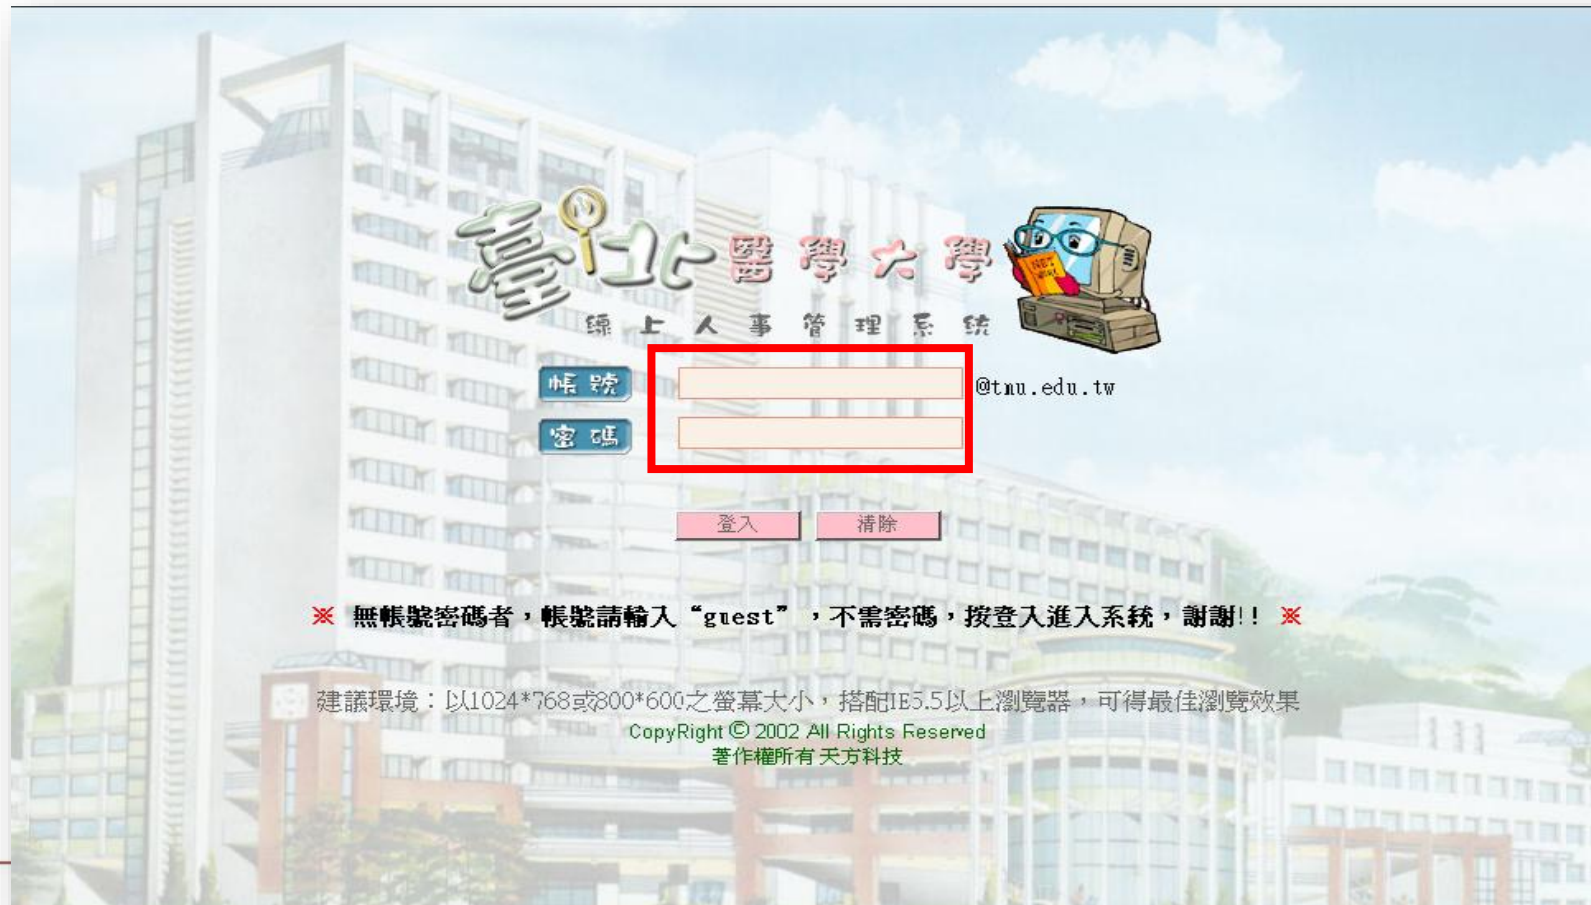 臺北醫學大學
線上人事管理系統
帳號 @tmu.edu.tw
密碼
登入 清除
※ 無帳號密碼者，帳號請輸入“guest”，不需密碼，按登入進入系統，謝謝!! ※
建議環境：以1024*768或800*600之螢幕大小，搭配IE5.5以上瀏覽器，可得最佳瀏覽效果
CopyRight © 2002 All Rights Reserved
著作權所有 天方科技